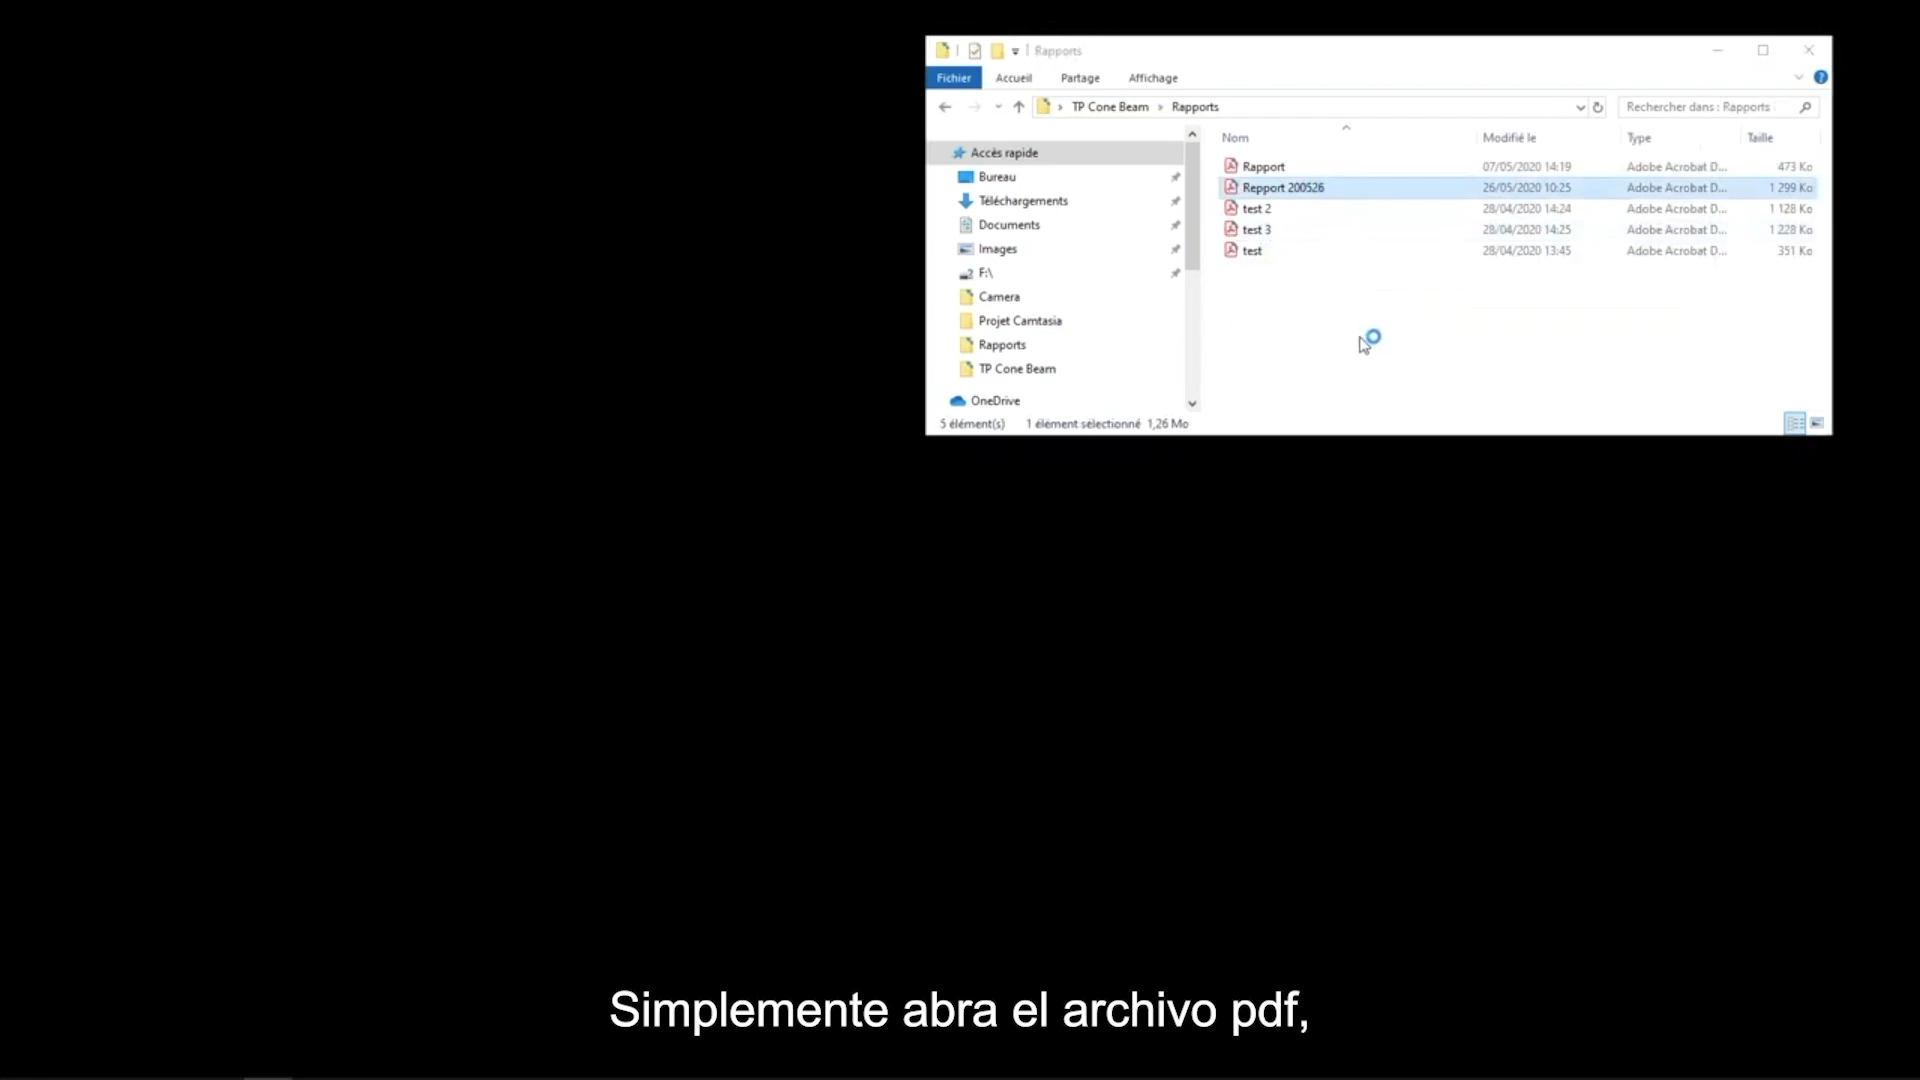 Rapports
Fichier Accueil Partage Affichage
TP Cone Beam Rapports Rechercher dans : Rapports
Nom Modifié le Type Taille
Accès rapide
Bureau
Téléchargements
Documents
Images
F:\
Camera
Projet Camtasia
Rapports
TP Cone Beam
OneDrive
Rapport 07/05/2020 14:19 Adobe Acrobat D... 473 Ko
Repport 200526 26/05/2020 10:25 Adobe Acrobat D... 1 299 Ko
test 2 28/04/2020 14:24 Adobe Acrobat D... 1 128 Ko
test 3 28/04/2020 14:25 Adobe Acrobat D... 1 228 Ko
test 28/04/2020 13:45 Adobe Acrobat D... 351 Ko
5 élément(s) 1 élément sélectionné 1,26 Mo
Simplemente abra el archivo pdf,